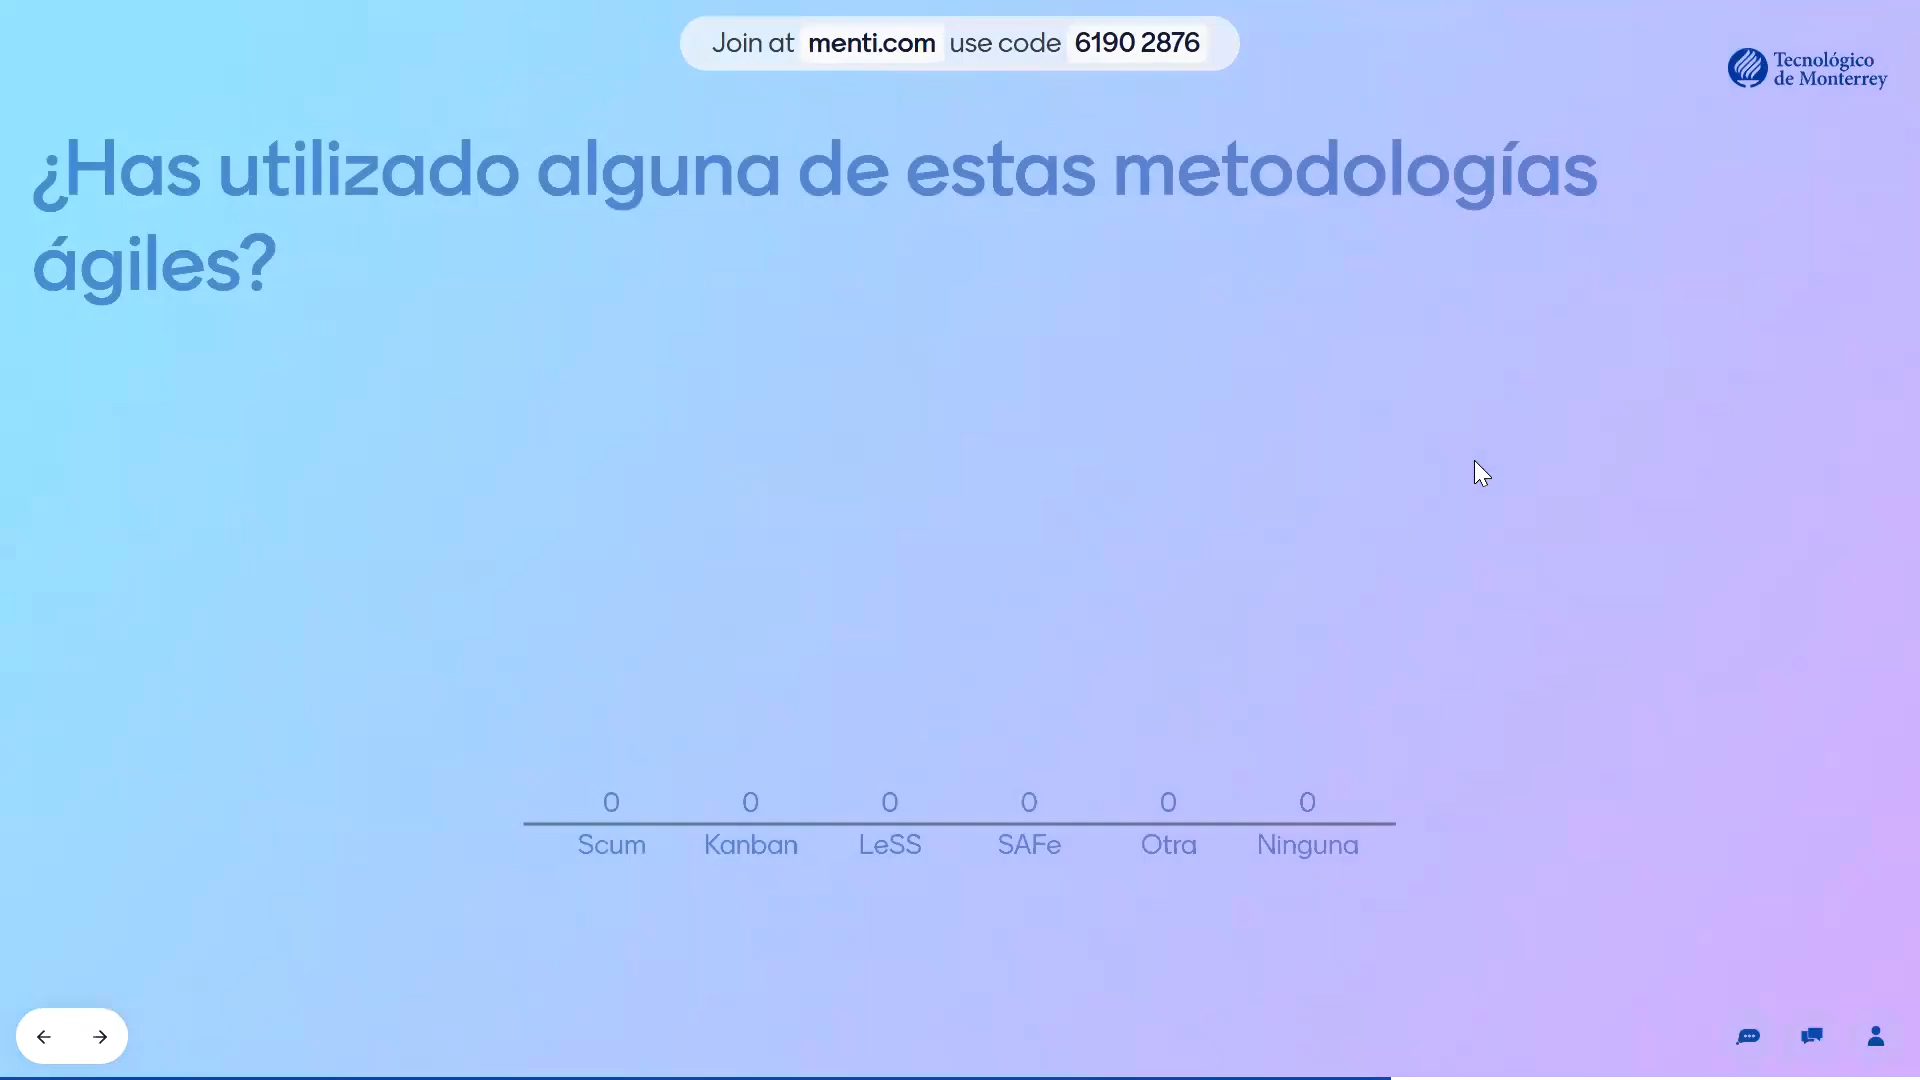 Join at menti.com use code 6190 2876
Tecnológico
de Monterrey
¿Has utilizado alguna de estas metodologías
ágiles?
0 0 0 0 0 0
Scum Kanban LeSS SAFe Otra Ninguna